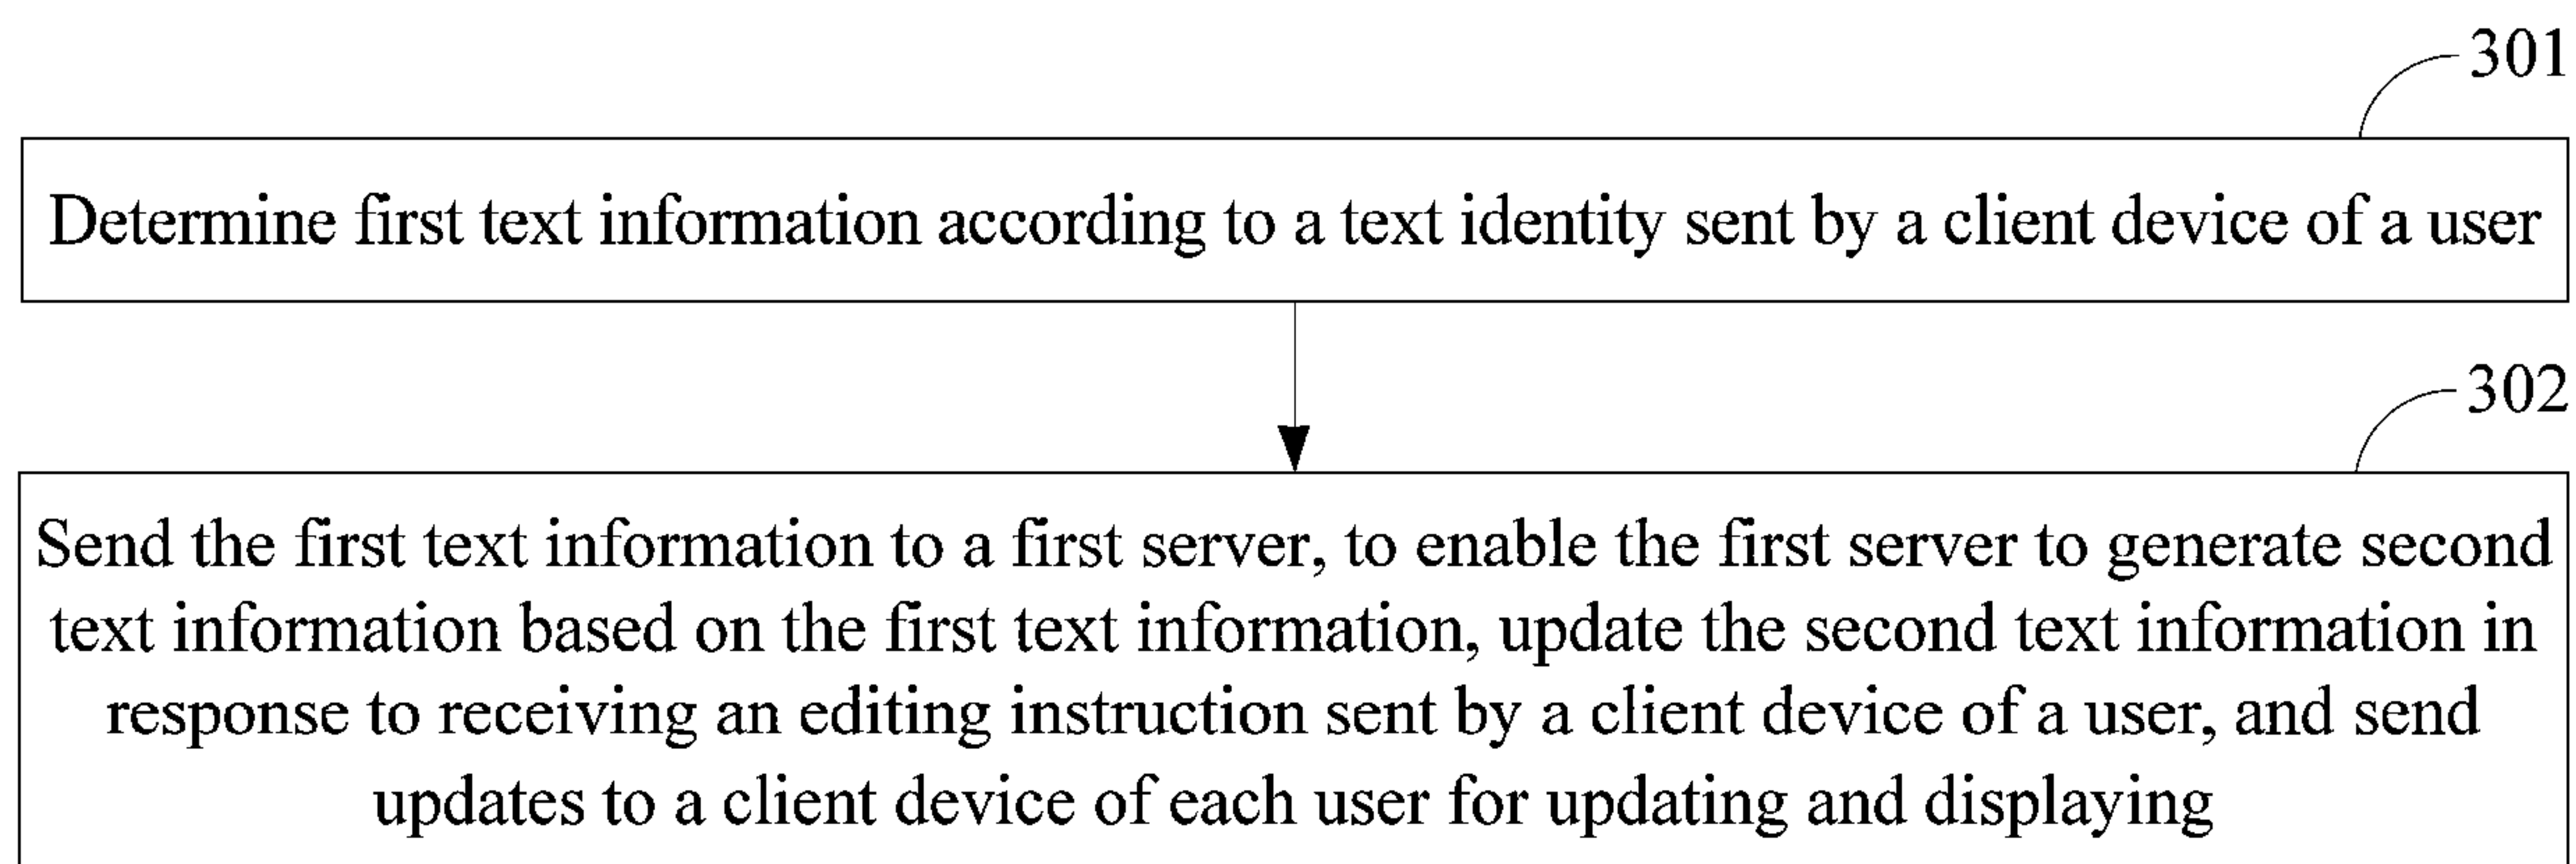 301
Determine first text information according to a text identity sent by a client device of a user
302
Send the first text information to a first server, to enable the first server to generate second
text information based on the first text information, update the second text information in
response to receiving an editing instruction sent by a client device of a user, and send
updates to a client device of each user for updating and displaying